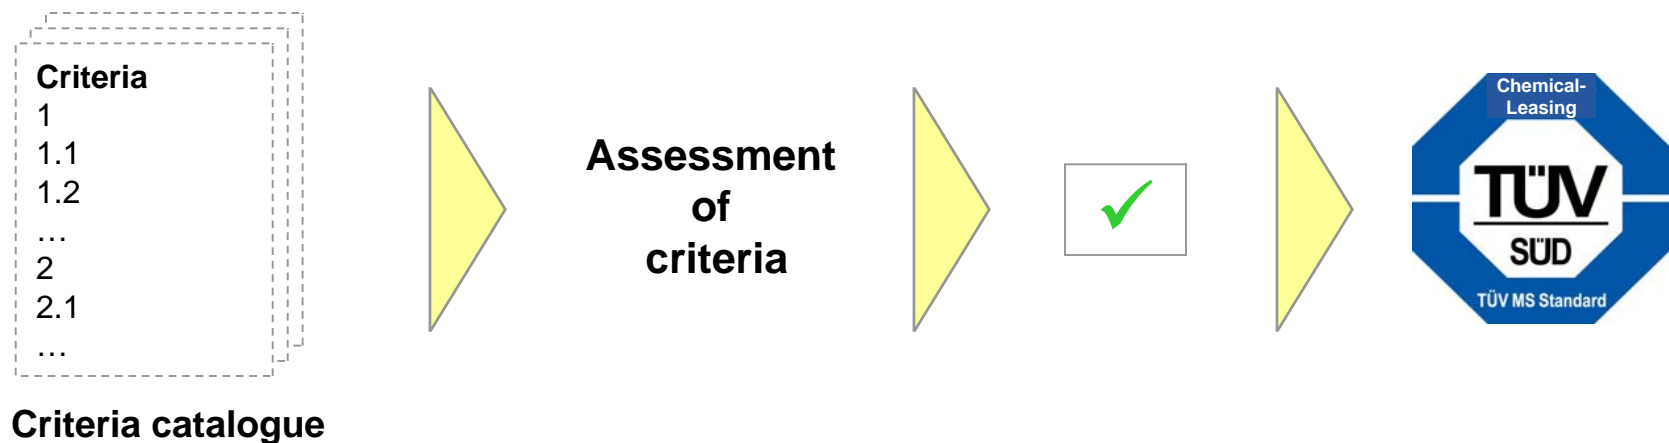 Criteria
1
1.1
1.2
…
2
2.1
…
Criteria catalogue
Assessment
of
criteria
Chemical-
Leasing
TÜV
SÜD
TÜV MS Standard